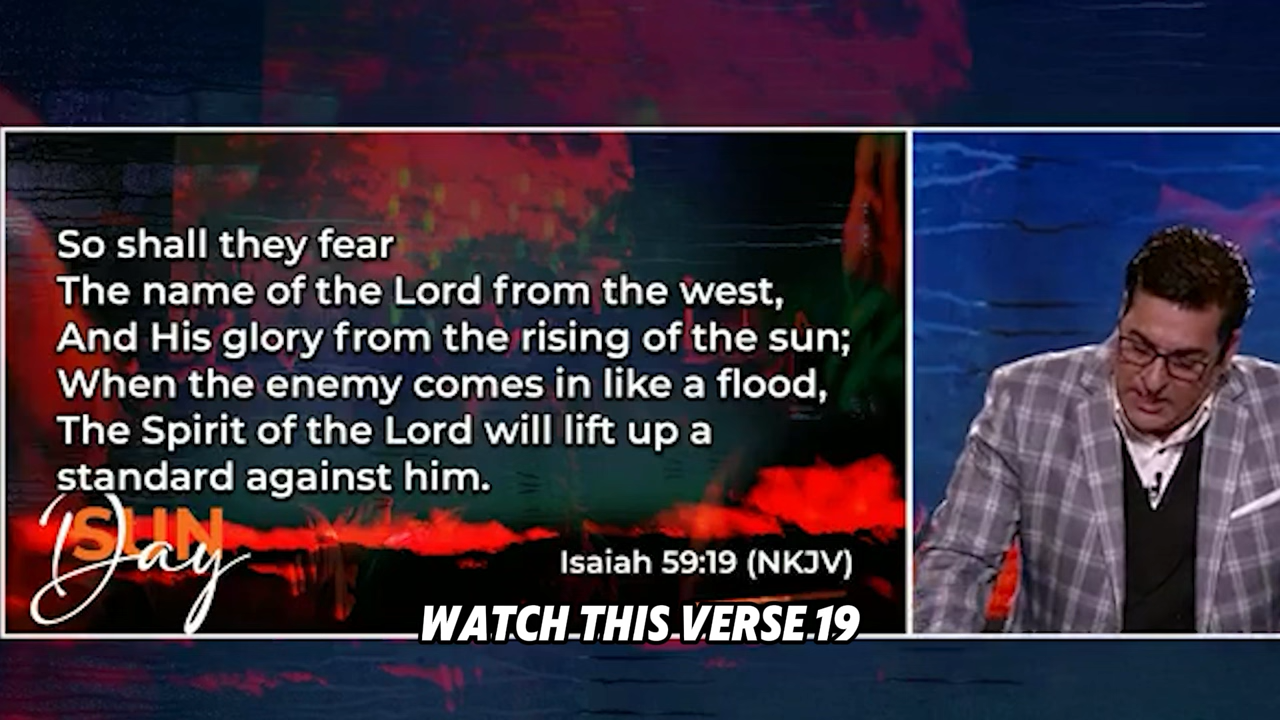 So shall they fear
The name of the Lord from the west,
And His glory from the rising of the sun;
When the enemy comes in like a flood,
The Spirit of the Lord will lift up a
standard against him.
SUN
Day
Isaiah 59:19 (NKJV)
WATCH THIS VERSE 19